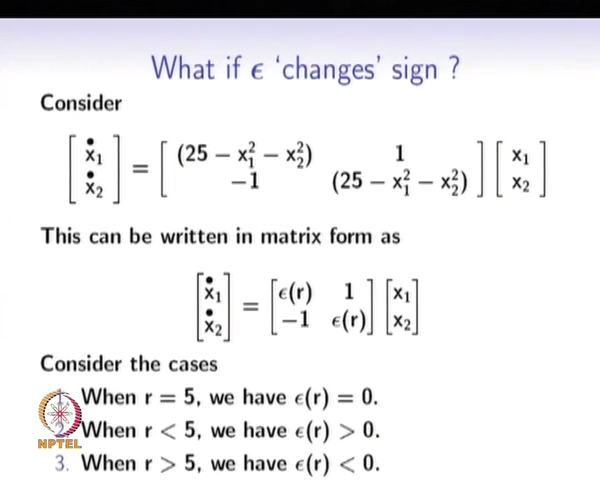 What if ϵ ‘changes’ sign ?
Consider
[ẋ₁ ẋ₂] = [(25 − x₁² − x₂²) 1 −1 (25 − x₁² − x₂²)] [x₁ x₂]
This can be written in matrix form as
[ẋ₁ ẋ₂] = [ϵ(r) 1 −1 ϵ(r)] [x₁ x₂]
Consider the cases
When r = 5, we have ϵ(r) = 0.
When r < 5, we have ϵ(r) > 0.
NPTEL
3. When r > 5, we have ϵ(r) < 0.